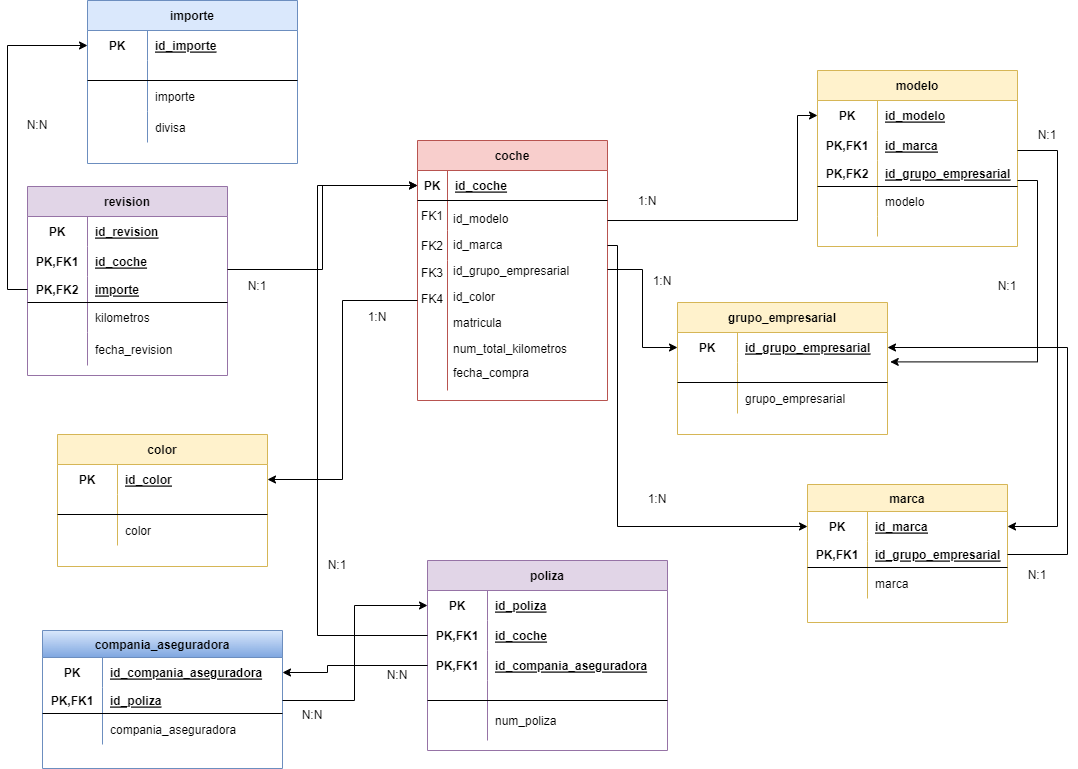 importe
PK id_importe
importe
divisa
N:N
revision
PK id_revision
PK,FK1 id_coche
PK,FK2 importe
kilometros
fecha_revision
N:1
coche
PK id_coche
FK1 id_modelo
FK2 id_marca
FK3 id_grupo_empresarial
FK4 id_color
matricula
num_total_kilometros
fecha_compra
1:N
1:N
1:N
1:N
modelo
PK id_modelo
PK,FK1 id_marca
PK,FK2 id_grupo_empresarial
modelo
N:1
N:1
grupo_empresarial
PK id_grupo_empresarial
grupo_empresarial
color
PK id_color
color
marca
PK id_marca
PK,FK1 id_grupo_empresarial
marca
N:1
N:1
poliza
PK id_poliza
PK,FK1 id_coche
PK,FK1 id_compania_aseguradora
num_poliza
compania_aseguradora
PK id_compania_aseguradora
PK,FK1 id_poliza
compania_aseguradora
N:N
N:N